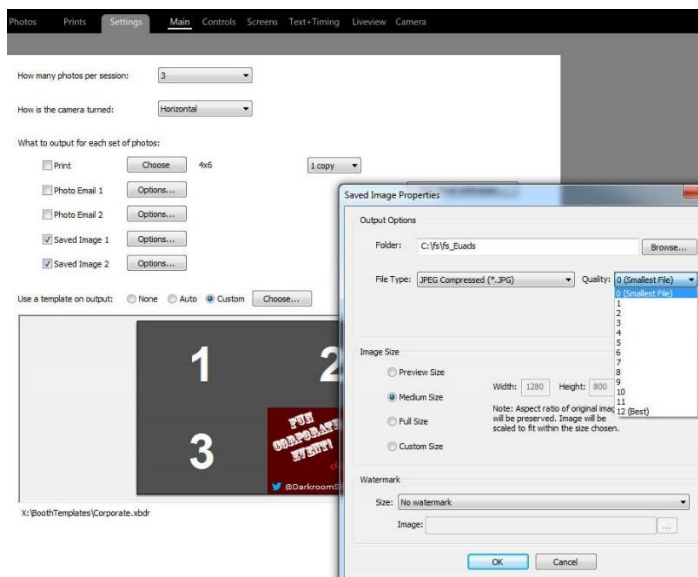 Photos Prints Settings Main Controls Screens Text+Timing Liveview Camera
How many photos per session: 3
How is the camera turned: Horizontal
What to output for each set of photos:
Print Choose 4x6 1 copy
Photo Email 1 Options...
Photo Email 2 Options...
Saved Image 1 Options...
Saved Image 2 Options...
Use a template on output: None Auto Custom Choose...
1 2
3
FUN
CORPORATE
EVENT!
X:\BoothTemplates\Corporate.xbdr
Saved Image Properties
Output Options
Folder: C:\fs\fs_Euads Browse...
File Type: JPEG Compressed (*.JPG) Quality: 0 (Smallest File)
0 (Smallest File)
1
2
3
4
5
6
7
8
9
10
11
12 (Best)
Image Size
Preview Size
Medium Size
Full Size
Custom Size
Width: 1280 Height: 800
Note: Aspect ratio of original
will be preserved. Image will be
scaled to fit within the size chosen.
Watermark
Size: No watermark
Image: ...
OK Cancel